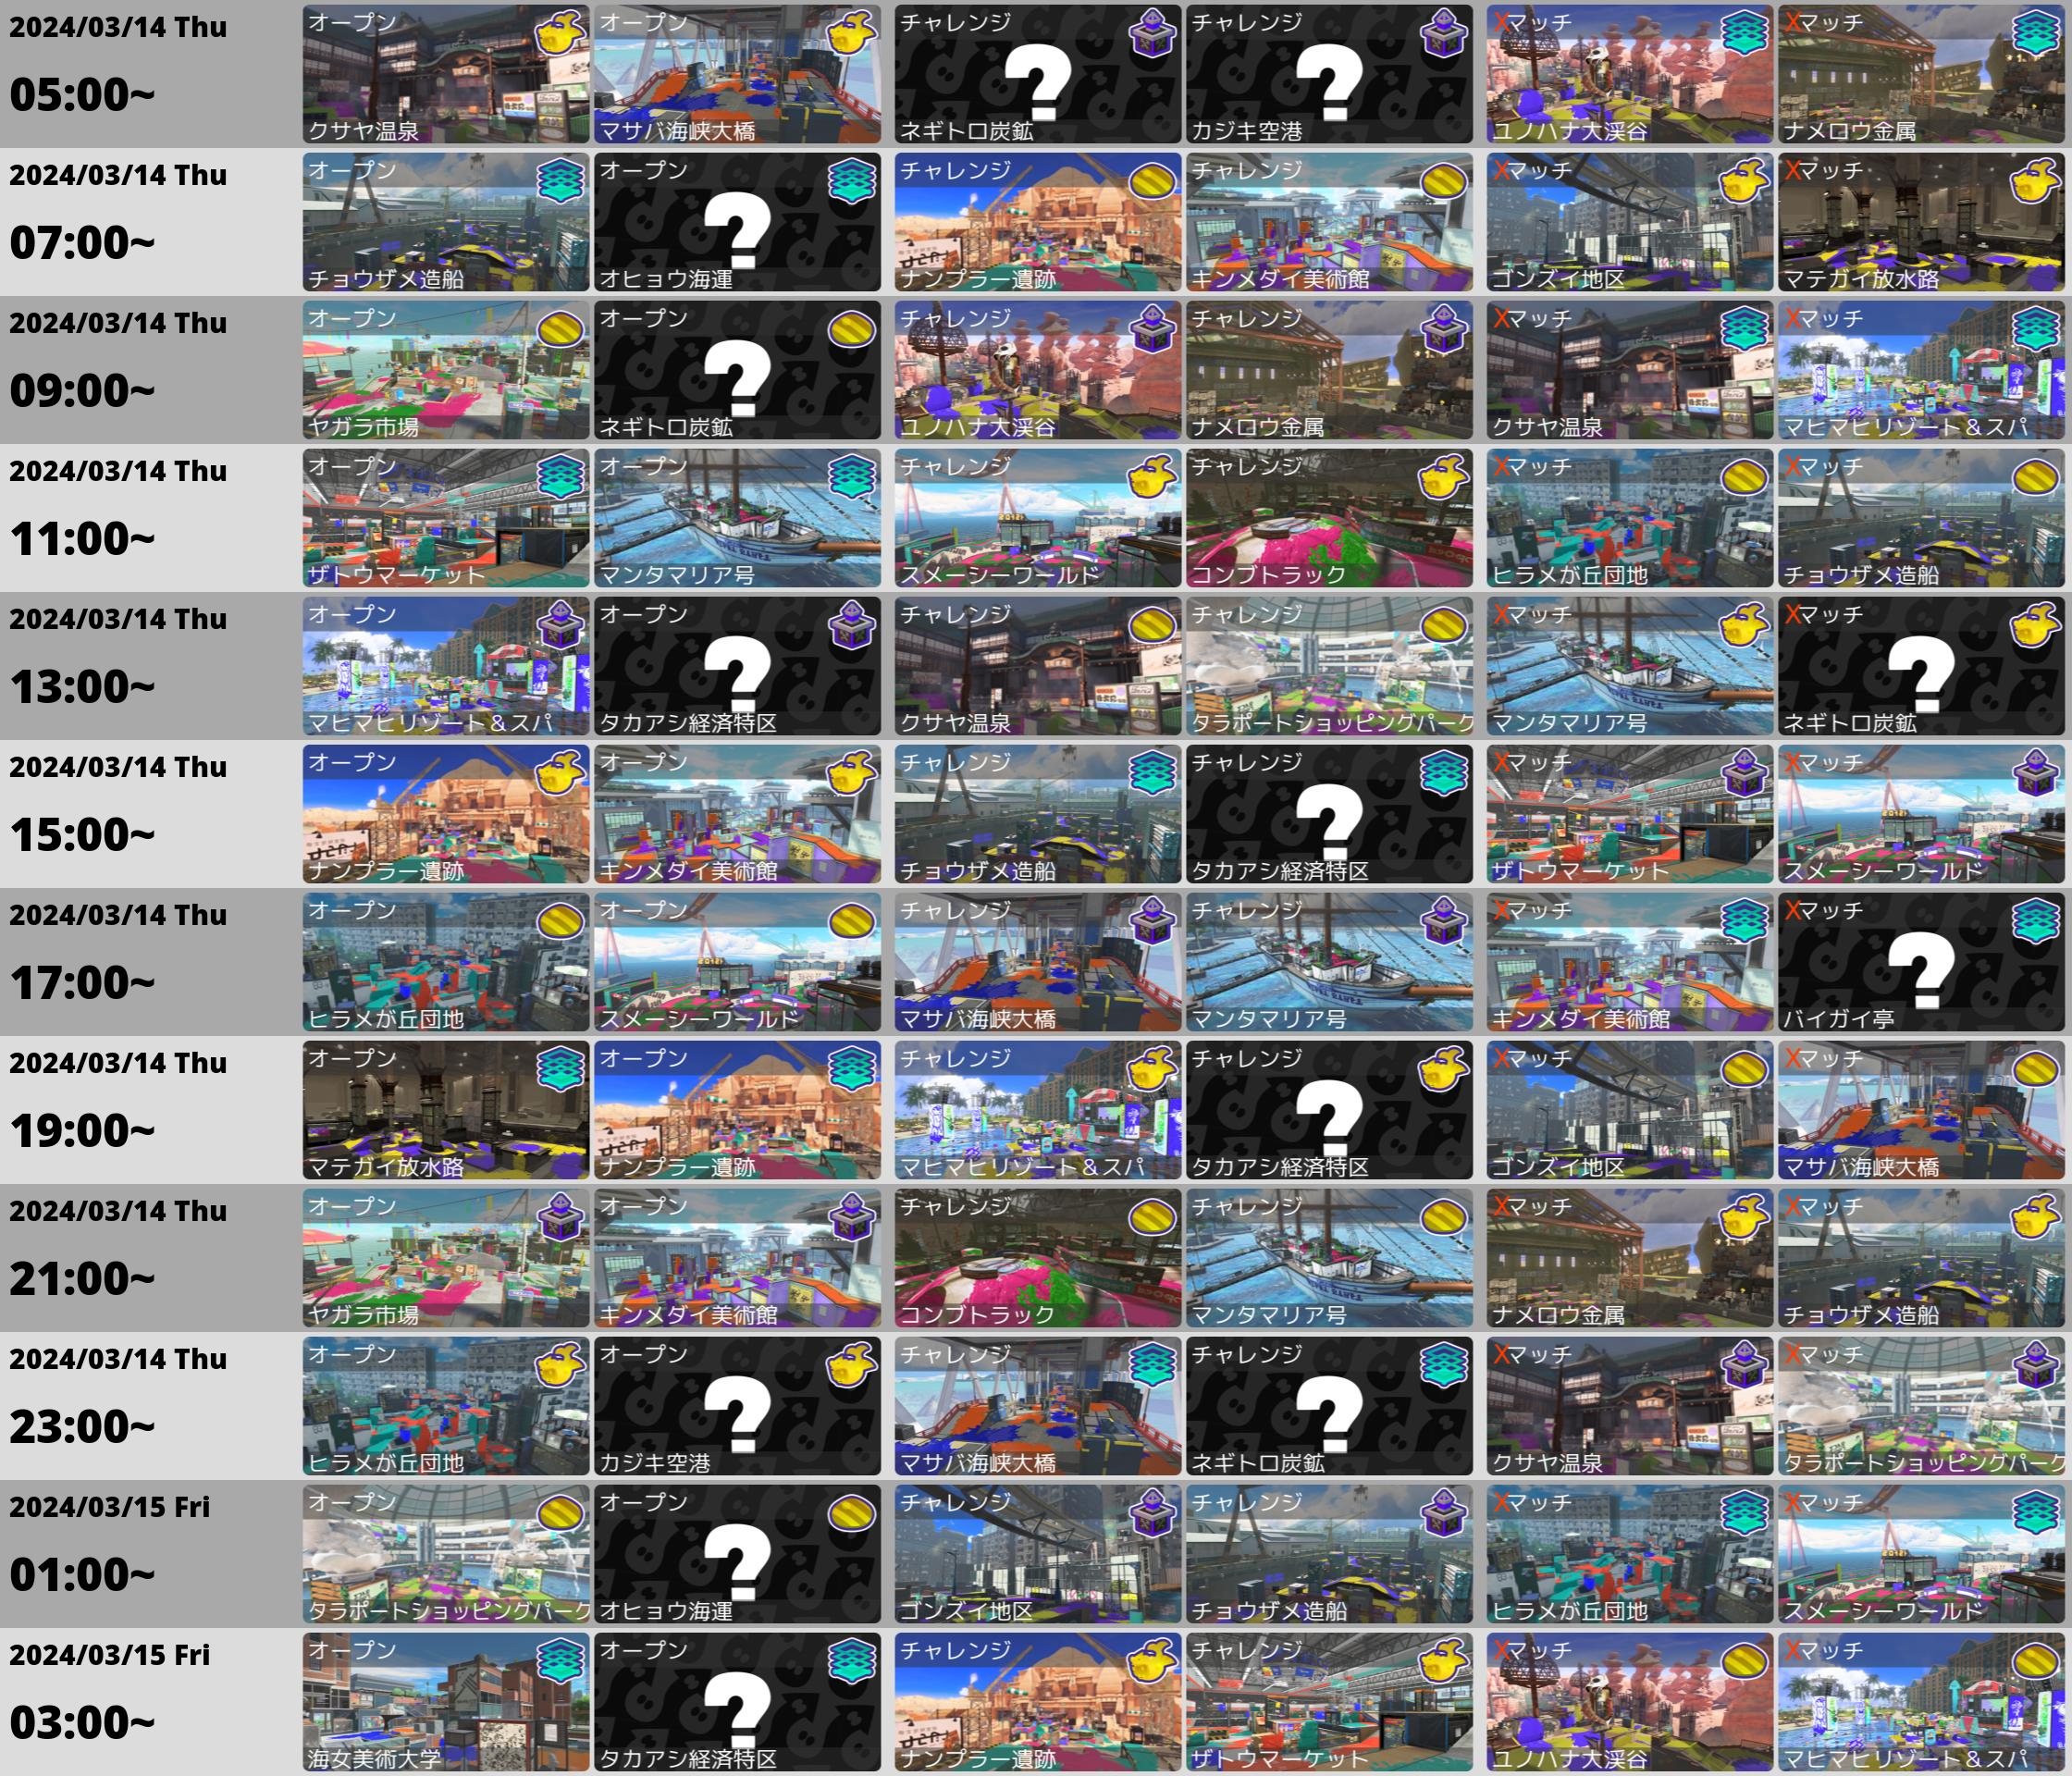 2024/03/14 Thu
05:00~
オープン
クサヤ温泉
オープン
マサバ海峡大橋
チャレンジ
ネギトロ炭鉱
チャレンジ
カジキ空港
Xマッチ
ユノハナ大渓谷
Xマッチ
ナメロウ金属
2024/03/14 Thu
07:00~
オープン
チョウザメ造船
オープン
オヒョウ海運
チャレンジ
ナンプラー遺跡
チャレンジ
キンメダイ美術館
Xマッチ
ゴンズイ地区
Xマッチ
マテガイ放水路
2024/03/14 Thu
09:00~
オープン
ヤガラ市場
オープン
ネギトロ炭鉱
チャレンジ
ユノハナ大渓谷
チャレンジ
ナメロウ金属
Xマッチ
クサヤ温泉
Xマッチ
マヒマヒリゾート＆スパ
2024/03/14 Thu
11:00~
オープン
ザトウマーケット
オープン
マンタマリア号
チャレンジ
スメーシーワールド
チャレンジ
コンブトラック
Xマッチ
ヒラメが丘団地
Xマッチ
チョウザメ造船
2024/03/14 Thu
13:00~
オープン
マヒマヒリゾート＆スパ
オープン
タカアシ経済特区
チャレンジ
クサヤ温泉
チャレンジ
タラポートショッピングパーク
Xマッチ
マンタマリア号
Xマッチ
ネギトロ炭鉱
2024/03/14 Thu
15:00~
オープン
ナンプラー遺跡
オープン
キンメダイ美術館
チャレンジ
チョウザメ造船
チャレンジ
タカアシ経済特区
Xマッチ
ザトウマーケット
Xマッチ
スメーシーワールド
2024/03/14 Thu
17:00~
オープン
ヒラメが丘団地
オープン
スメーシーワールド
チャレンジ
マサバ海峡大橋
チャレンジ
マンタマリア号
Xマッチ
キンメダイ美術館
Xマッチ
バイガイ亭
2024/03/14 Thu
19:00~
オープン
マテガイ放水路
オープン
ナンプラー遺跡
チャレンジ
マヒマヒリゾート＆スパ
チャレンジ
タカアシ経済特区
Xマッチ
ゴンズイ地区
Xマッチ
マサバ海峡大橋
2024/03/14 Thu
21:00~
オープン
ヤガラ市場
オープン
キンメダイ美術館
チャレンジ
コンブトラック
チャレンジ
マンタマリア号
Xマッチ
ナメロウ金属
Xマッチ
チョウザメ造船
2024/03/14 Thu
23:00~
オープン
ヒラメが丘団地
オープン
カジキ空港
チャレンジ
マサバ海峡大橋
チャレンジ
ネギトロ炭鉱
Xマッチ
クサヤ温泉
Xマッチ
タラポートショッピングパーク
2024/03/15 Fri
01:00~
オープン
タラポートショッピングパーク
オープン
オヒョウ海運
チャレンジ
ゴンズイ地区
チャレンジ
チョウザメ造船
Xマッチ
ヒラメが丘団地
Xマッチ
スメーシーワールド
2024/03/15 Fri
03:00~
オープン
海女美術大学
オープン
タカアシ経済特区
チャレンジ
ナンプラー遺跡
チャレンジ
ザトウマーケット
Xマッチ
ユノハナ大渓谷
Xマッチ
マヒマヒリゾート＆スパ